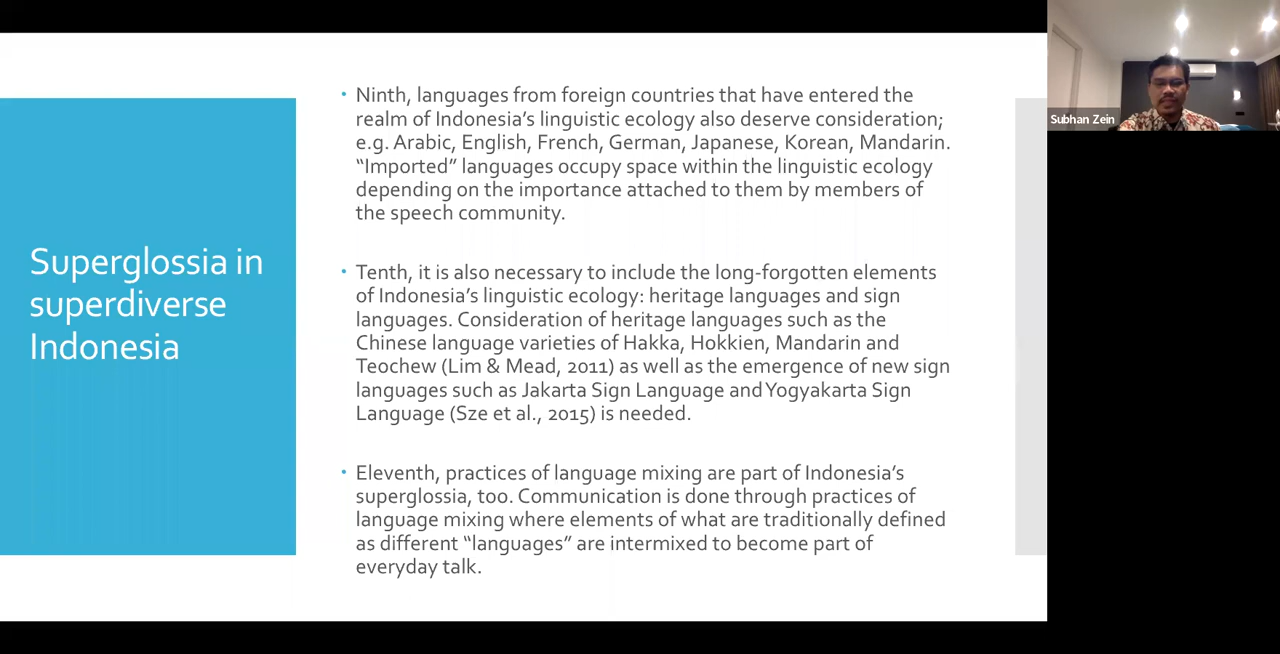 Superglossia in
superdiverse
Indonesia
• Ninth, languages from foreign countries that have entered the
realm of Indonesia’s linguistic ecology also deserve consideration;
e.g. Arabic, English, French, German, Japanese, Korean, Mandarin.
“Imported” languages occupy space within the linguistic ecology
depending on the importance attached to them by members of
the speech community.
• Tenth, it is also necessary to include the long-forgotten elements
of Indonesia’s linguistic ecology: heritage languages and sign
languages. Consideration of heritage languages such as the
Chinese language varieties of Hakka, Hokkien, Mandarin and
Teochew (Lim & Mead, 2011) as well as the emergence of new sign
languages such as Jakarta Sign Language and Yogyakarta Sign
Language (Sze et al., 2015) is needed.
• Eleventh, practices of language mixing are part of Indonesia’s
superglossia, too. Communication is done through practices of
language mixing where elements of what are traditionally defined
as different “languages” are intermixed to become part of
everyday talk.
Subhan Zein